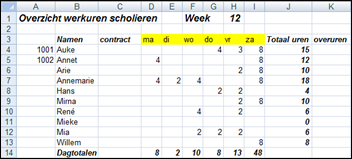 A B C D E F G H I J K
1 Overzicht werkuren scholieren Week 12
2
3 Namen contract ma di wo do vr za Totaal uren overuren
4 1001 Auke 4 3 8 15
5 1002 Annet 4 8 12
6 Arie 2 8 10
7 Annemarie 4 2 4 8 18
8 Hans 2 2 4
9 Mirna 2 8 10
10 René 4 2 6
11 Mieke 0
12 Mia 2 2 2 6
13 Willem 8 8
14 Dagtotalen 8 2 10 8 13 48